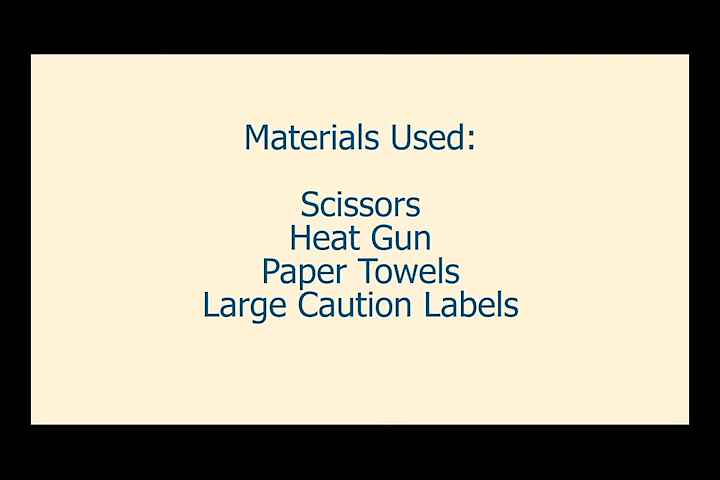 Materials Used:
Scissors
Heat Gun
Paper Towels
Large Caution Labels